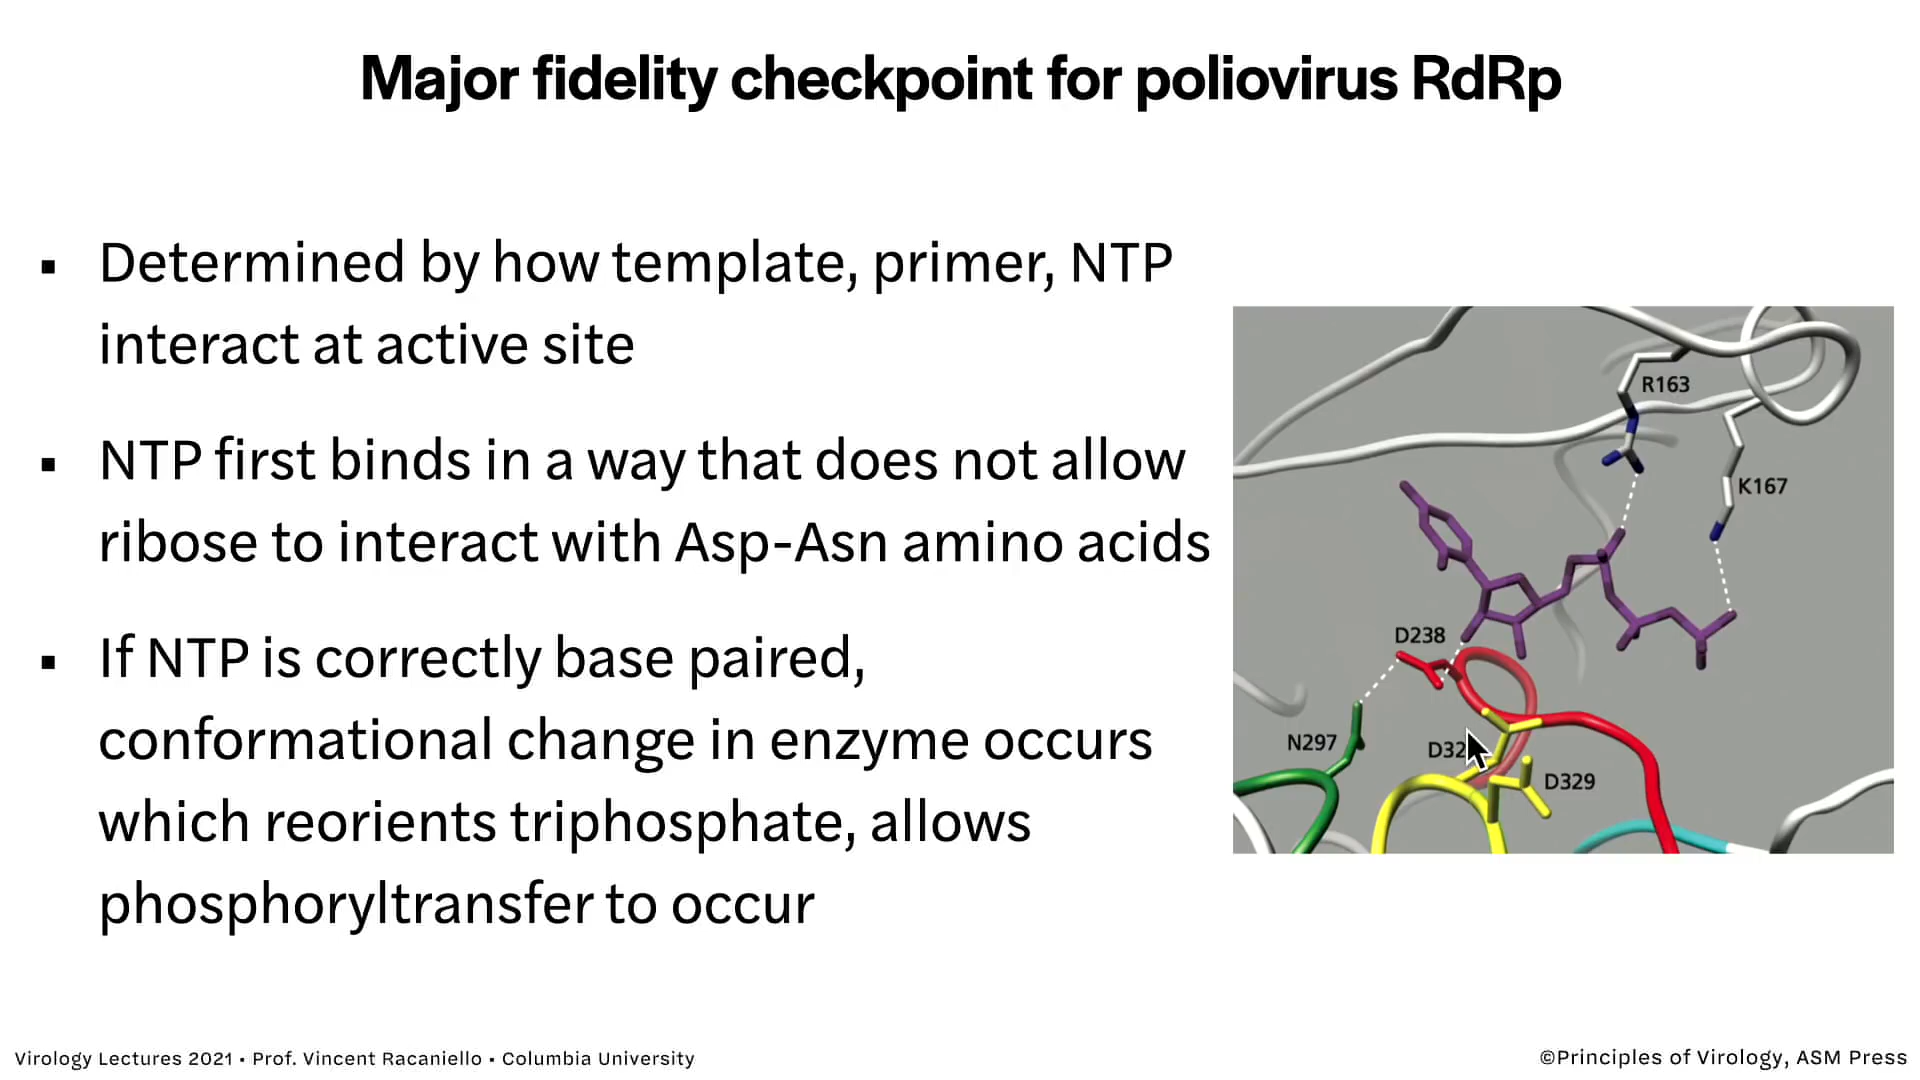 Major fidelity checkpoint for poliovirus RdRp
▪ Determined by how template, primer, NTP
interact at active site
▪ NTP first binds in a way that does not allow
ribose to interact with Asp-Asn amino acids
▪ If NTP is correctly base paired,
conformational change in enzyme occurs
which reorients triphosphate, allows
phosphoryltransfer to occur
R163
K167
D238
N297
D32
D329
Virology Lectures 2021 • Prof. Vincent Racaniello • Columbia University
©Principles of Virology, ASM Press